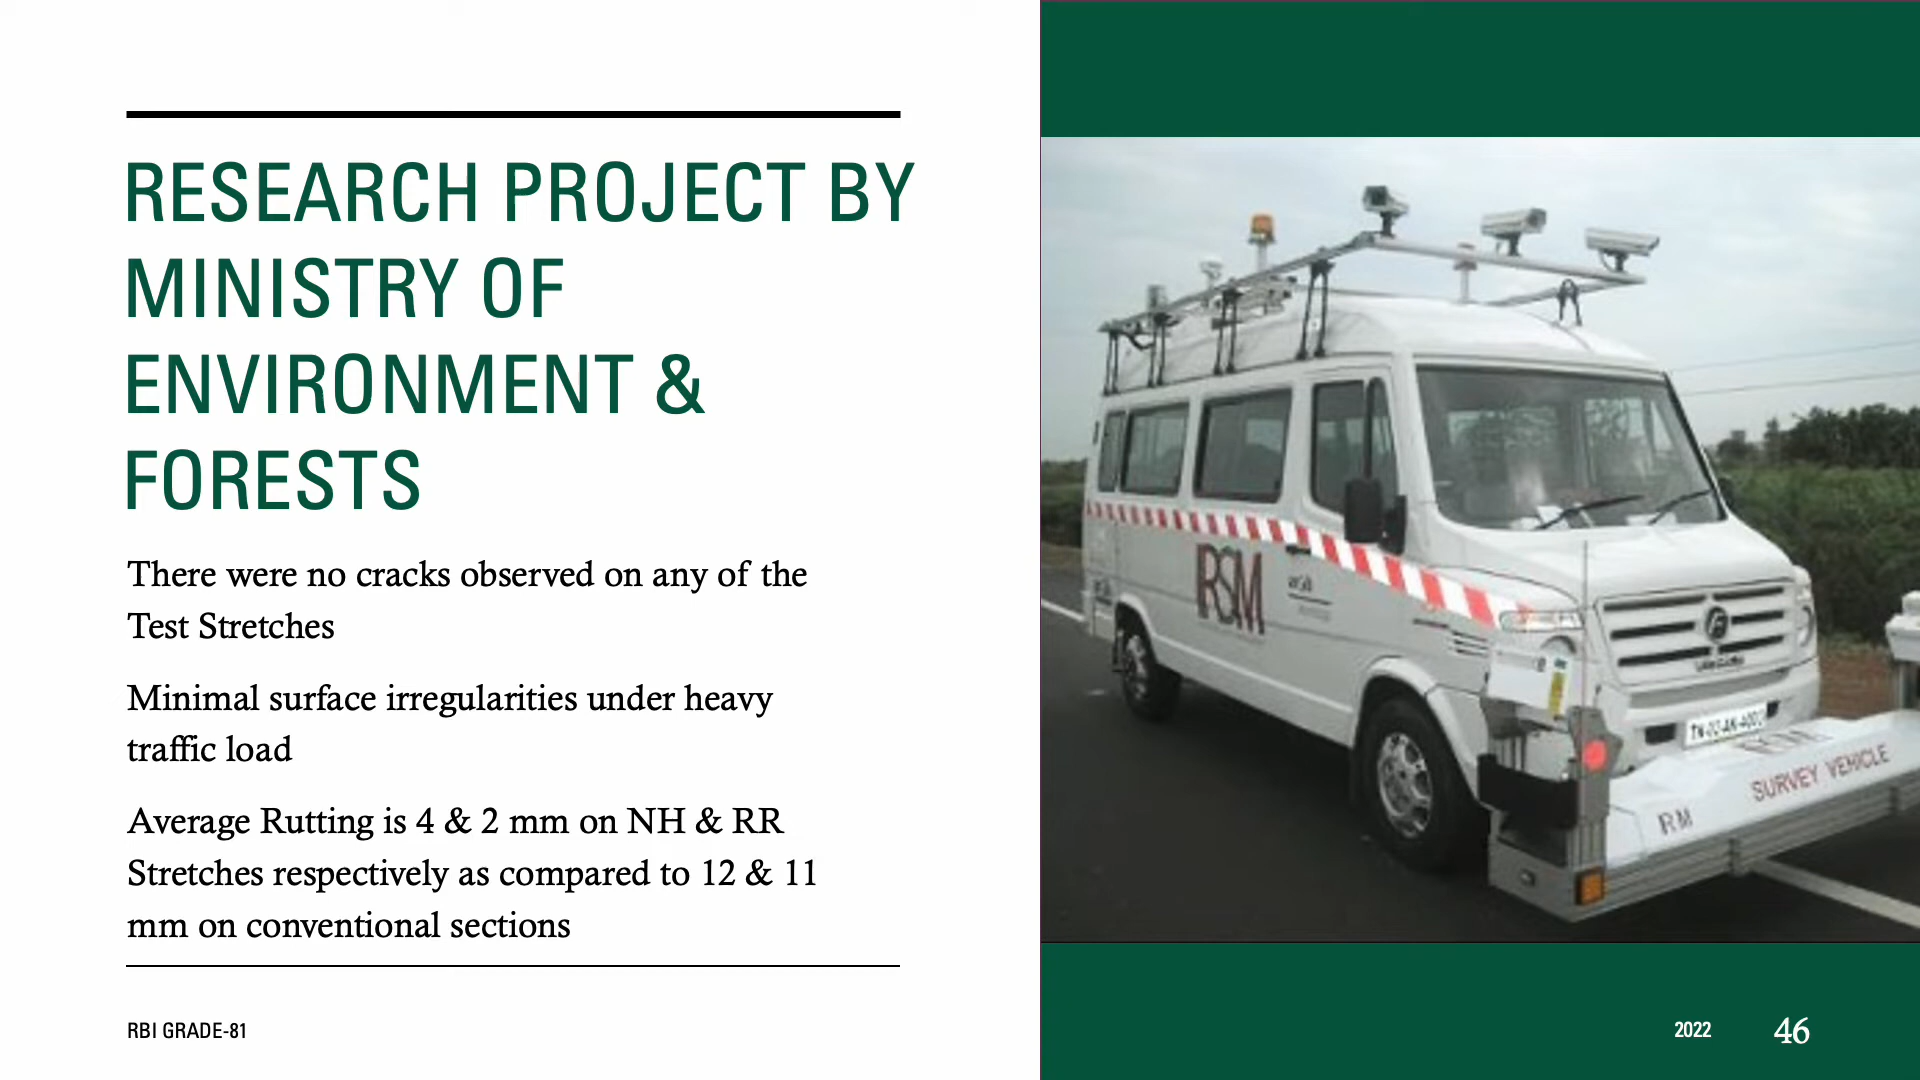 RESEARCH PROJECT BY
MINISTRY OF
ENVIRONMENT &
FORESTS
There were no cracks observed on any of the
Test Stretches
Minimal surface irregularities under heavy
traffic load
Average Rutting is 4 & 2 mm on NH & RR
Stretches respectively as compared to 12 & 11
mm on conventional sections
RBI GRADE-81
RSM
SURVEY VEHICLE
2022
46